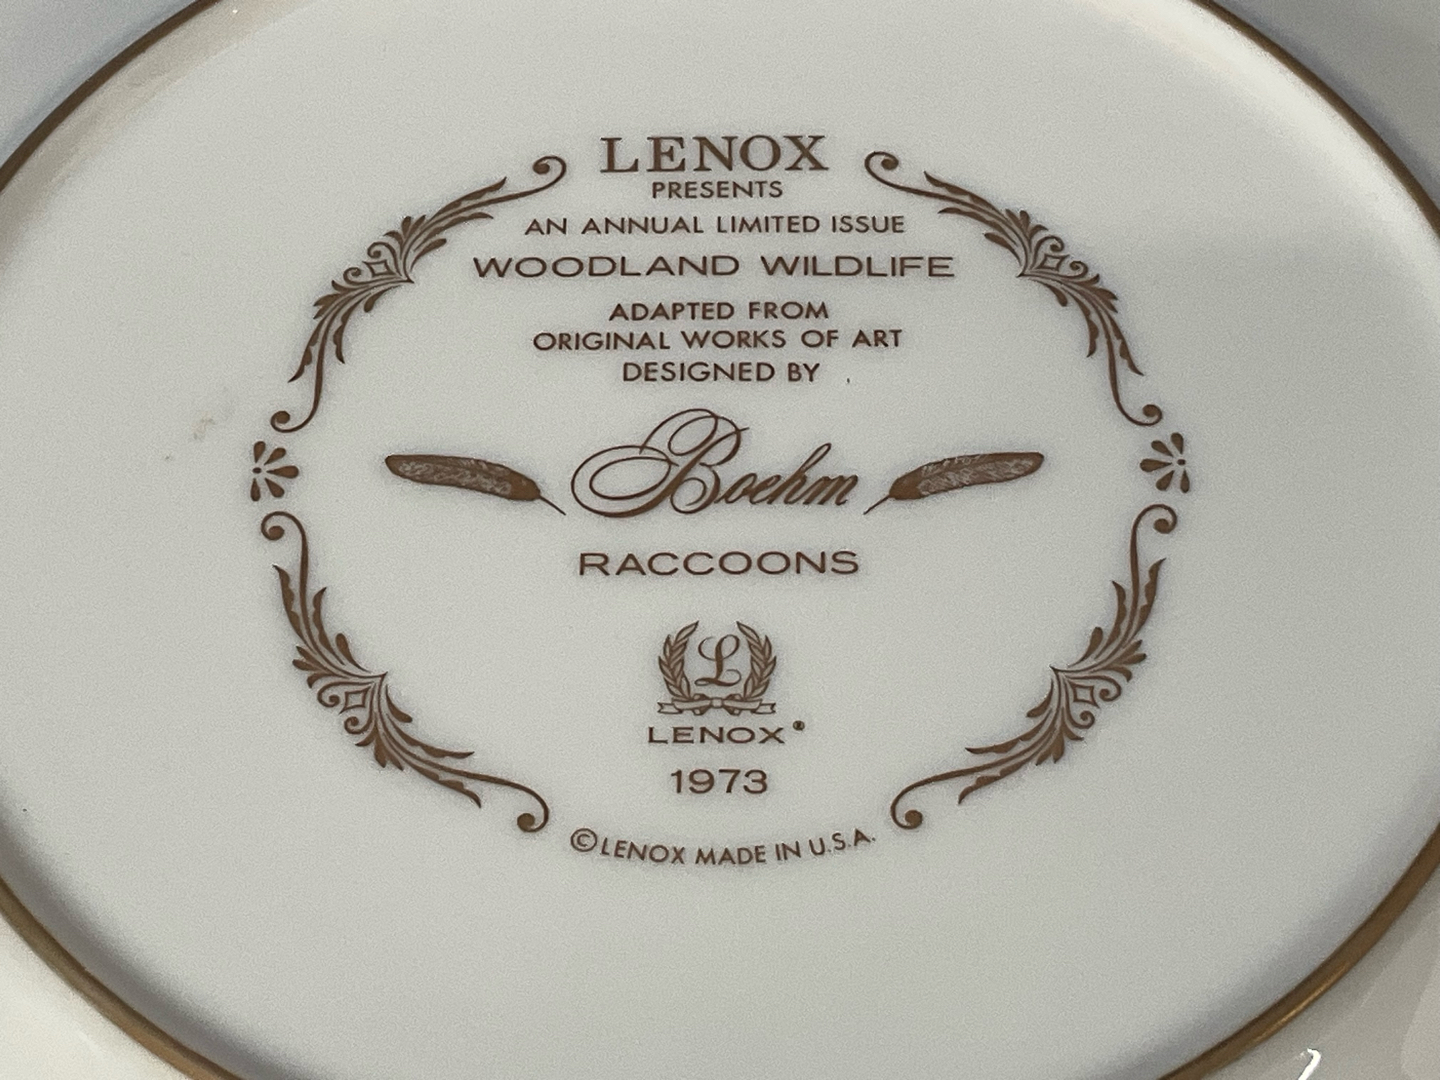 LENOX
PRESENTS
AN ANNUAL LIMITED ISSUE
WOODLAND WILDLIFE
ADAPTED FROM
ORIGINAL WORKS OF ART
DESIGNED BY
Boehm
RACCOONS
L
LENOX®
1973
©LENOX MADE IN U.S.A.